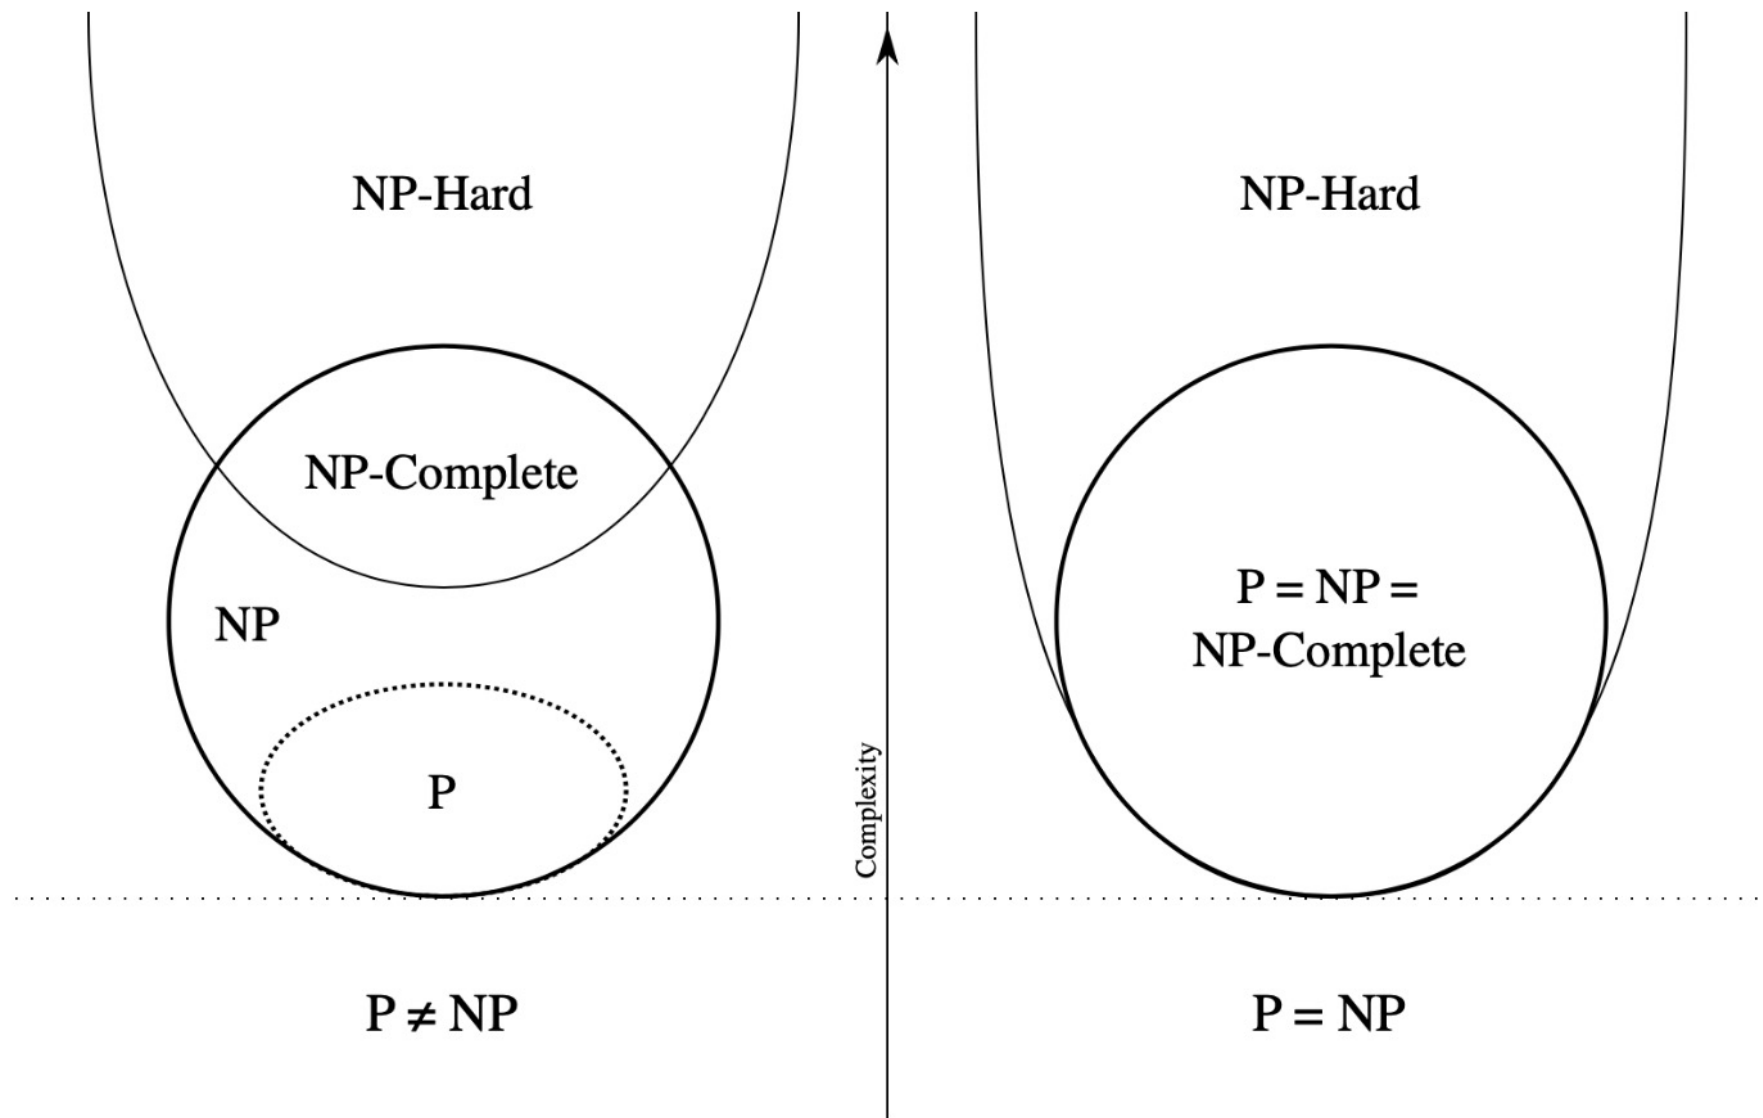 NP-Hard
NP-Complete
NP
P
P ≠ NP
Complexity
NP-Hard
P = NP =
NP-Complete
P = NP